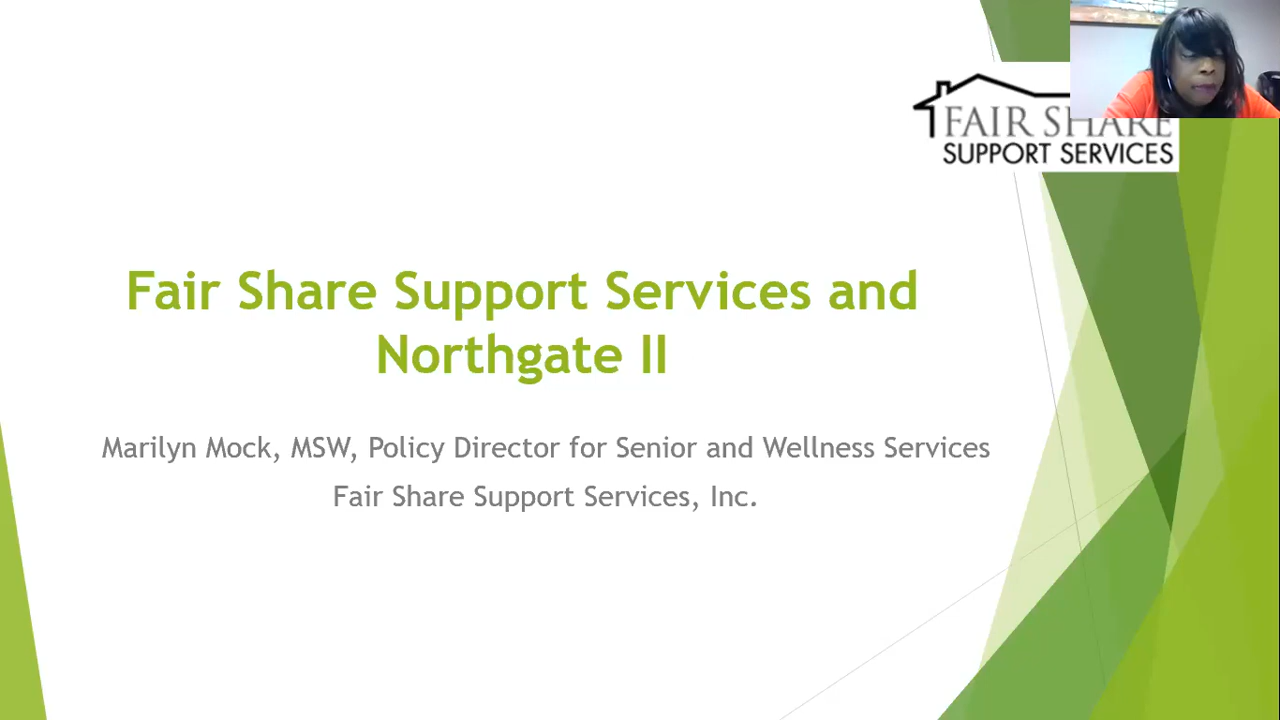 FAIR SHARE
SUPPORT SERVICES
Fair Share Support Services and
Northgate II
Marilyn Mock, MSW, Policy Director for Senior and Wellness Services
Fair Share Support Services, Inc.